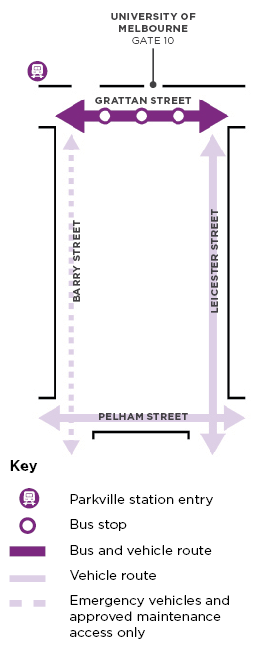 UNIVERSITY OF
MELBOURNE
GATE 10
GRATTAN STREET
BARRY STREET
LEICESTER STREET
PELHAM STREET
Key
Parkville station entry
Bus stop
Bus and vehicle route
Vehicle route
Emergency vehicles and
approved maintenance
access only